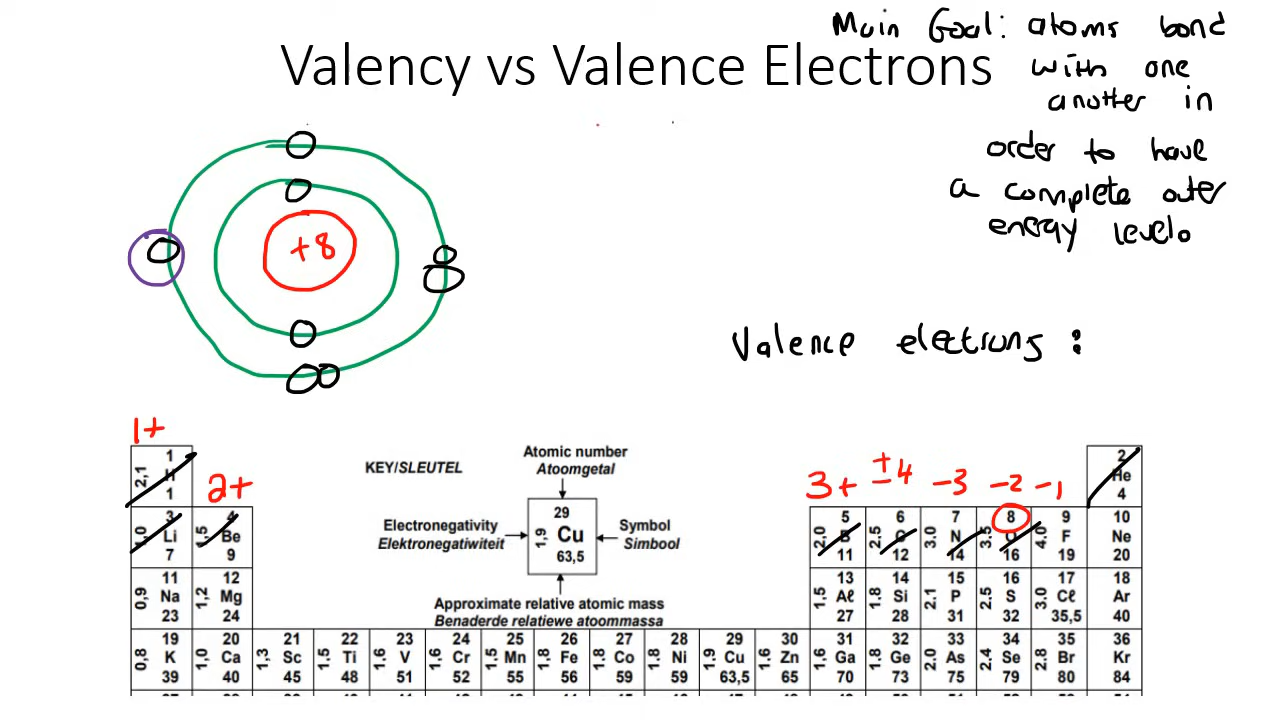 Main Goal: atoms bond
Valency vs Valence Electrons
with one
another in
order to have
a complete outer
energy level.
+8
Valence electrons :
1+
2+
3+ ±4 -3 -2 -1
KEY/SLEUTEL
Atomic number
Atoomgetal
Electronegativity
Elektronegatiwiteit
29
1,9 Cu
63,5
Symbol
Simbool
Approximate relative atomic mass
Benaderde relatiewe atoommassa
1 2
2,1 H He
1 4
3 4 5 6 7 8 9 10
1,0 Li 1,5 Be 2,0 B 2,5 C 3,0 N 3,5 O 4,0 F Ne
7 9 11 12 14 16 19 20
11 12 13 14 15 16 17 18
0,9 Na 1,2 Mg 1,5 Aℓ 1,8 Si 2,1 P 2,5 S 3,0 Cℓ Ar
23 24 27 28 31 32 35,5 40
19 20 21 22 23 24 25 26 27 28 29 30 31 32 33 34 35 36
0,8 K 1,0 Ca 1,3 Sc 1,5 Ti 1,6 V 1,6 Cr 1,5 Mn 1,8 Fe 1,8 Co 1,8 Ni 1,9 Cu 1,6 Zn 1,6 Ga 1,8 Ge 2,0 As 2,4 Se 2,8 Br Kr
39 40 45 48 51 52 55 56 59 59 63,5 65 70 73 75 79 80 84